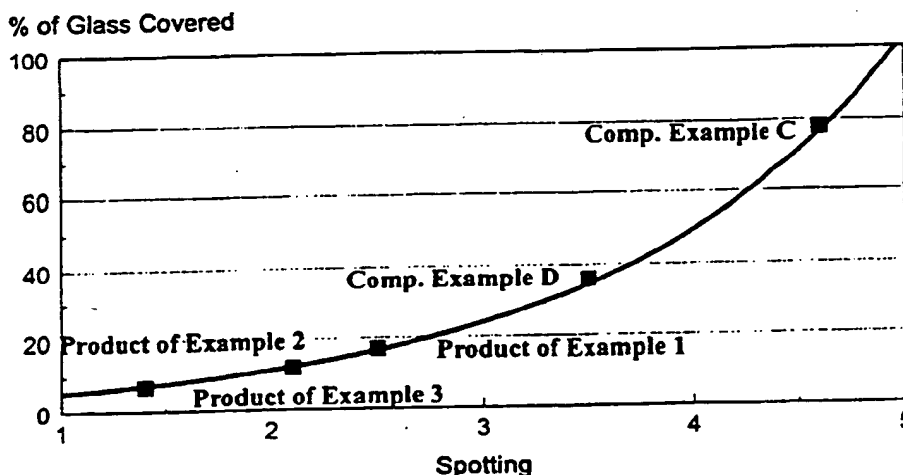 % of Glass Covered
100
80
Comp. Example C
60
40
Comp. Example D
20
Product of Example 2
Product of Example 1
Product of Example 3
0
1 2 3 4 5
Spotting